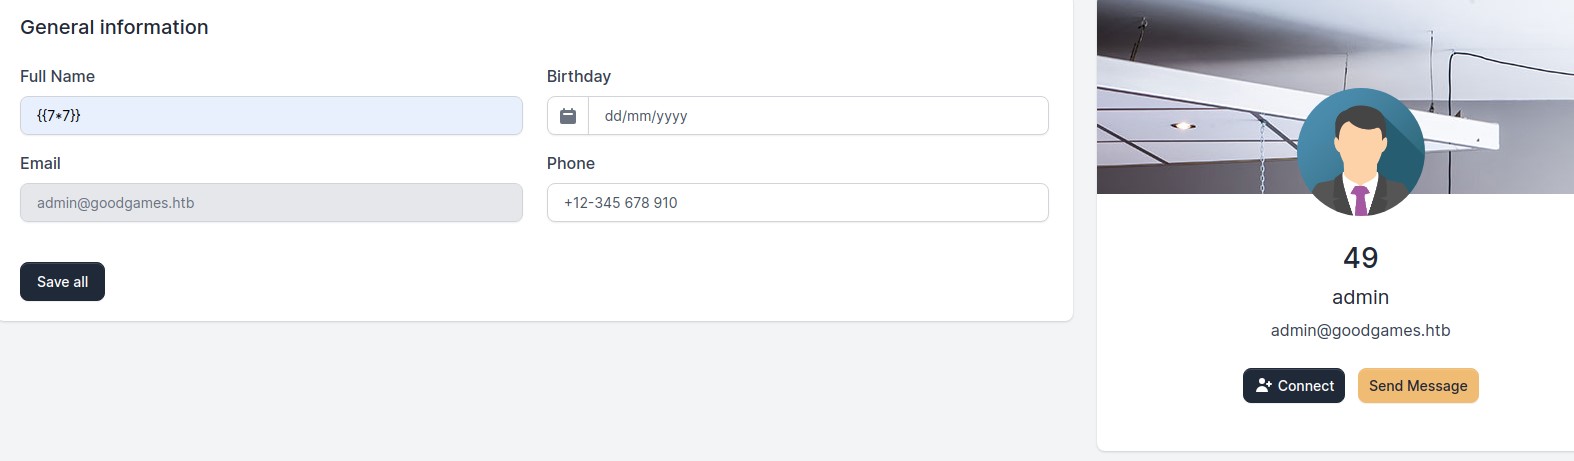 General information
Full Name
Birthday
{{7*7}}
dd/mm/yyyy
Email
Phone
admin@goodgames.htb
+12-345 678 910
Save all
49
admin
admin@goodgames.htb
Connect
Send Message